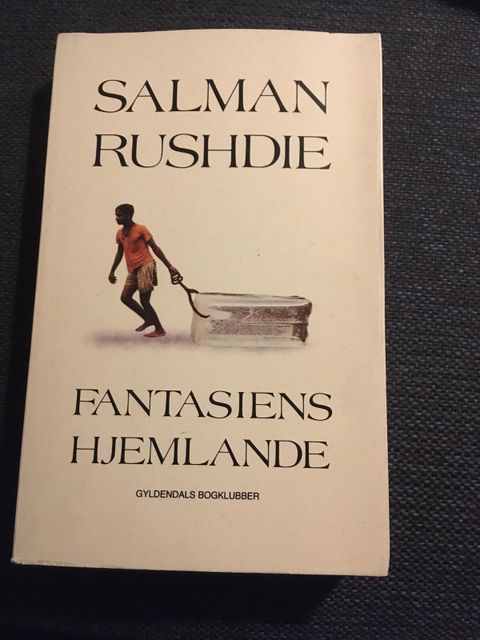 SALMAN
RUSHDIE
FANTASIENS
HJEMLANDE
GYLDENDALS BOGKLUBBER